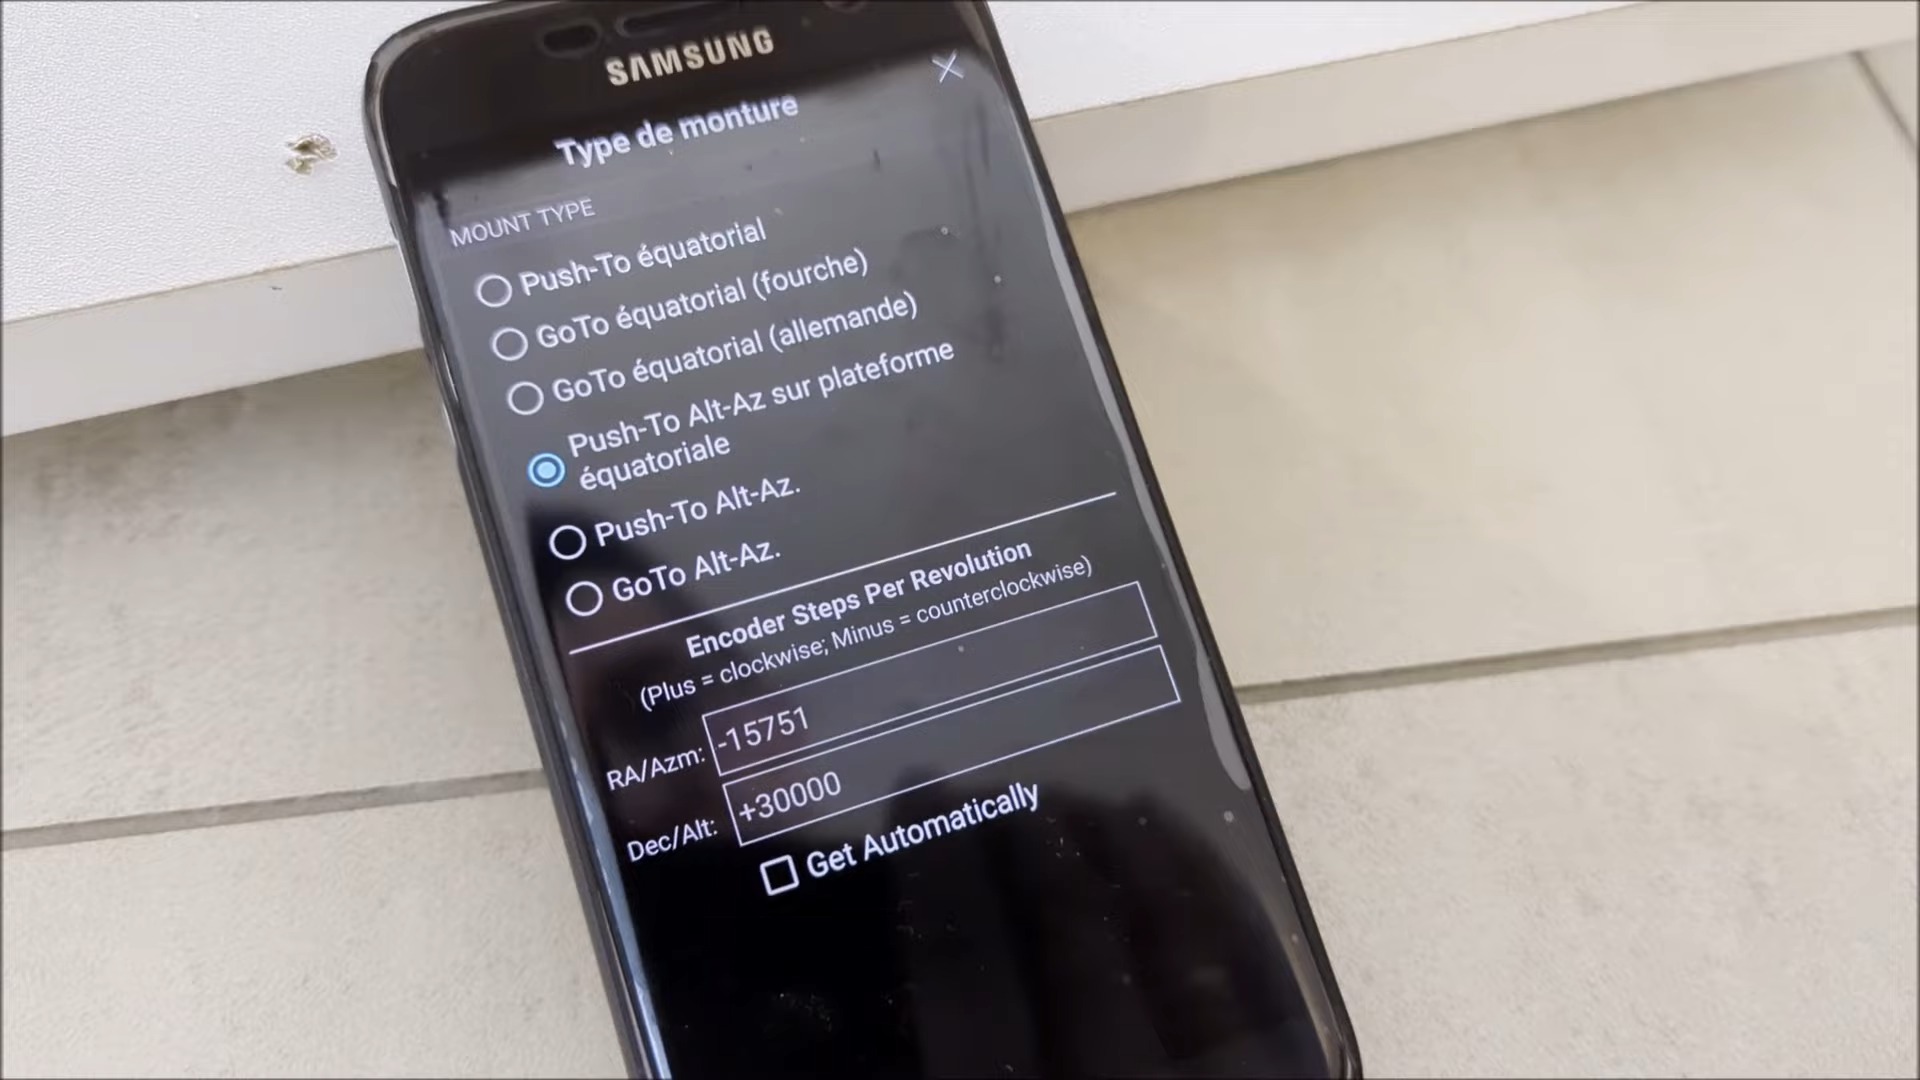 SAMSUNG
Type de monture
MOUNT TYPE
Push-To équatorial
GoTo équatorial (fourche)
GoTo équatorial (allemande)
Push-To Alt-Az sur plateforme
équatoriale
Push-To Alt-Az.
GoTo Alt-Az.
Encoder Steps Per Revolution
(Plus = clockwise; Minus = counterclockwise)
RA/Azm: -15751
Dec/Alt: +30000
Get Automatically